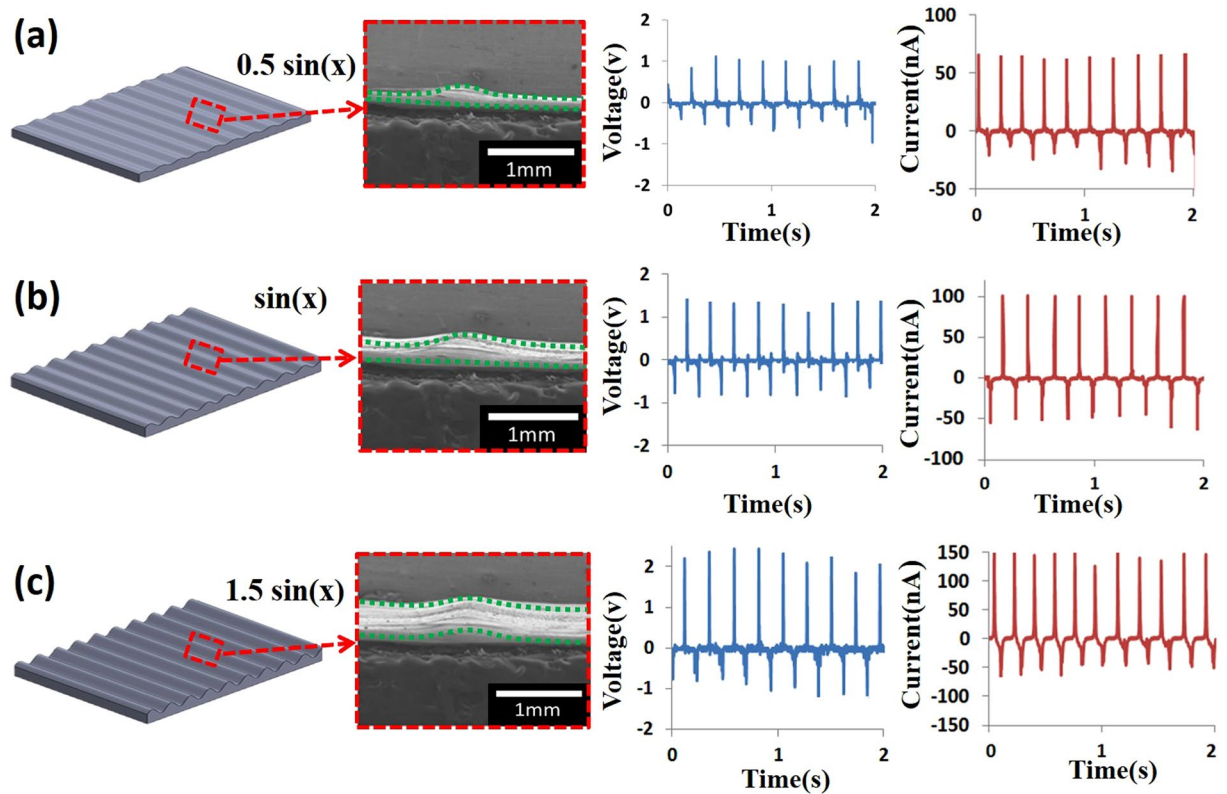 (a)
0.5 sin(x)
1mm
Voltage(v)
2
1
0
-1
-2
0 1 2
Time(s)
Current(nA)
100
50
0
-50
0 1 2
Time(s)
(b)
sin(x)
1mm
Voltage(v)
2
1
0
-1
-2
0 1 2
Time(s)
Current(nA)
100
50
0
-50
-100
0 1 2
Time(s)
(c)
1.5 sin(x)
1mm
Voltage(v)
2
1
0
-1
2
0 1 2
Time(s)
Current(nA)
150
100
50
0
-50
-100
-150
0 1 2
Time(s)